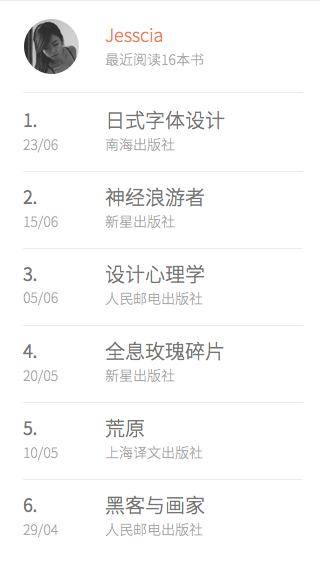 Jesscia
最近阅读16本书
1.
日式字体设计
23/06
南海出版社
2.
神经浪游者
15/06
新星出版社
3.
设计心理学
05/06
人民邮电出版社
4.
全息玫瑰碎片
20/05
新星出版社
5.
荒原
10/05
上海译文出版社
6.
黑客与画家
29/04
人民邮电出版社